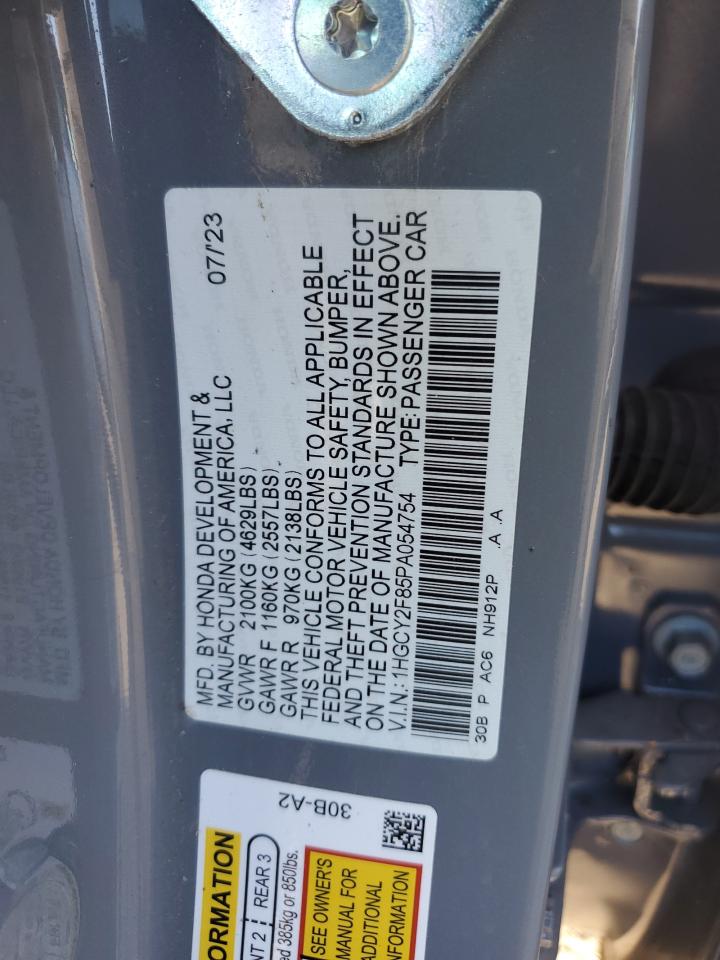 MFD. BY HONDA DEVELOPMENT &
MANUFACTURING OF AMERICA, LLC 07/'23
GVWR 2100KG (4629LBS)
GAWR F 1160KG (2557LBS)
GAWR R 970KG (2138LBS)
THIS VEHICLE CONFORMS TO ALL APPLICABLE
FEDERAL MOTOR VEHICLE SAFETY, BUMPER,
AND THEFT PREVENTION STANDARDS IN EFFECT
ON THE DATE OF MANUFACTURE SHOWN ABOVE.
V.I.N.: 1HGCY2F85PA054754 TYPE: PASSENGER CAR
30B P AC6 NH912P .A .A
30B-A2
ORMATION
NT 2 REAR 3
ed 385kg or 850lbs.
SEE OWNER'S
MANUAL FOR
ADDITIONAL
NFORMATION